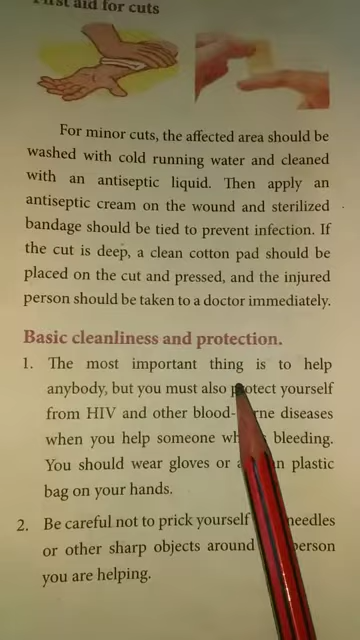 First aid for cuts
For minor cuts, the affected area should be
washed with cold running water and cleaned
with an antiseptic liquid. Then apply an
antiseptic cream on the wound and sterilized
bandage should be tied to prevent infection. If
the cut is deep, a clean cotton pad should be
placed on the cut and pressed, and the injured
person should be taken to a doctor immediately.
Basic cleanliness and protection.
1. The most important thing is to help
anybody, but you must also protect yourself
from HIV and other blood- diseases
when you help someone bleeding.
You should wear gloves or plastic
bag on your hands.
2. Be careful not to prick yourself needles
or other sharp objects around person
you are helping.